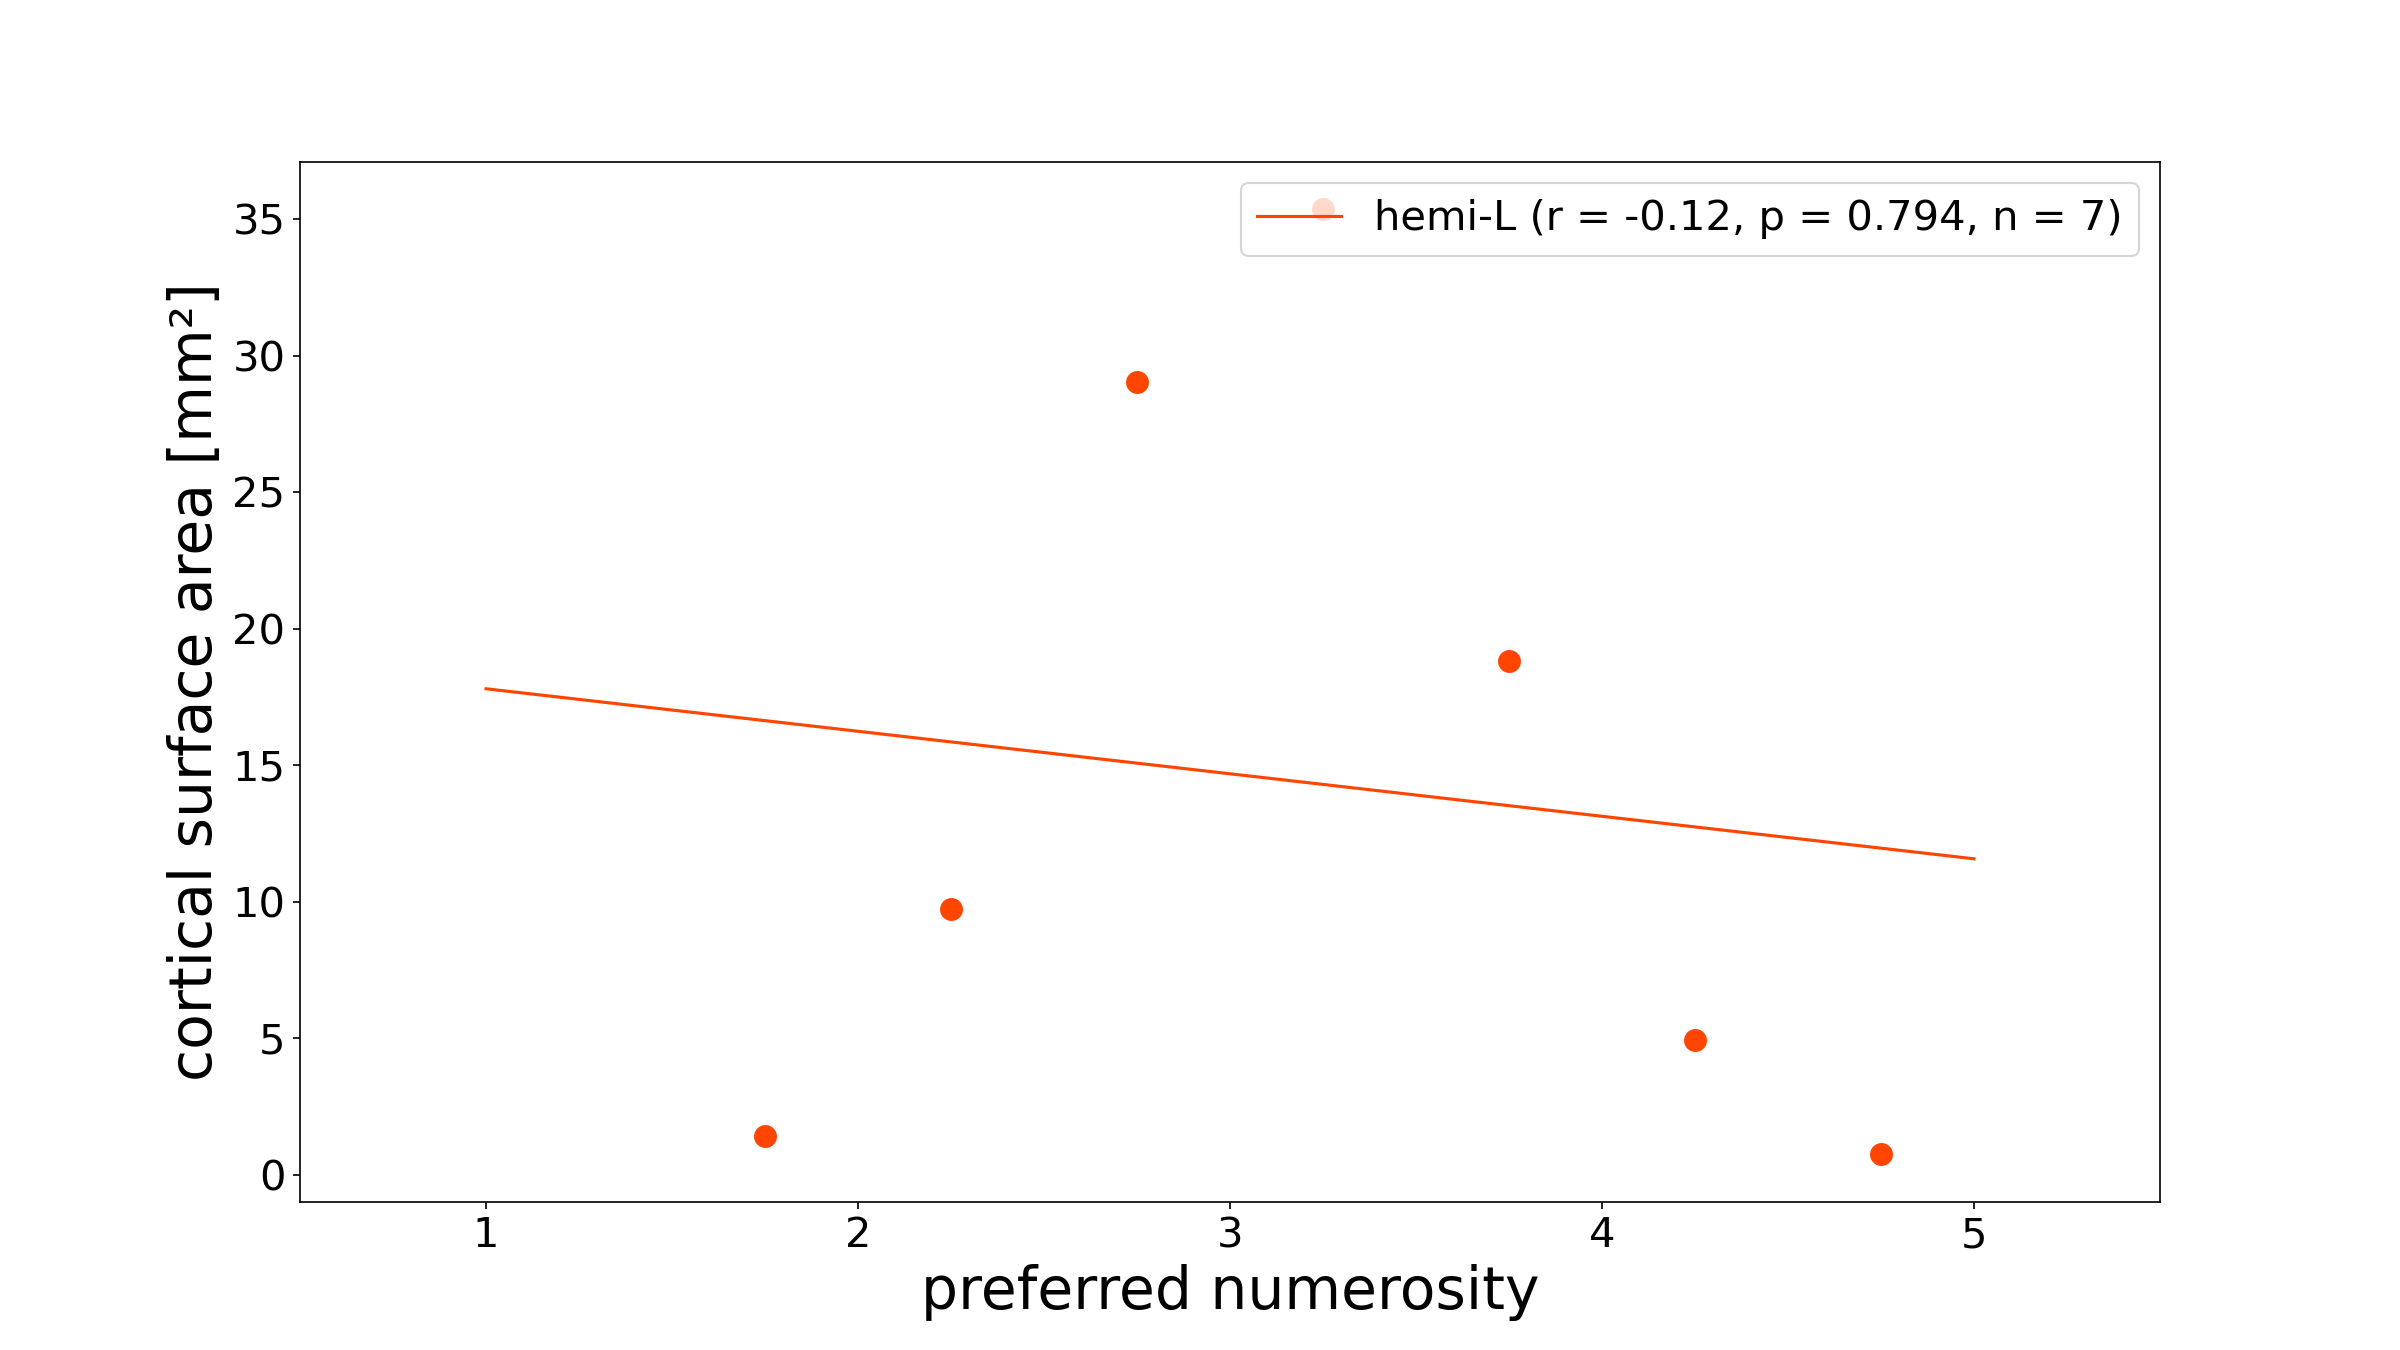 hemi-L (r = -0.12, p = 0.794, n = 7)
35
30
25
20
15
10
5
0
cortical surface area [mm²]
1 2 3 4 5
preferred numerosity